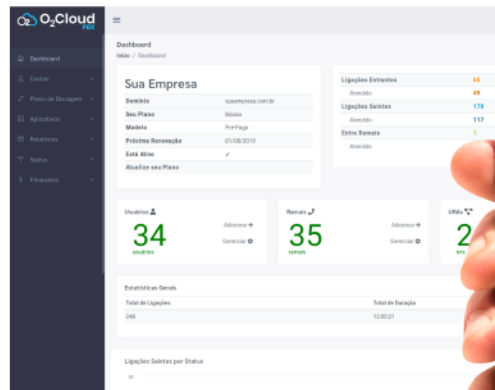 O₂Cloud
PBX
Dashboard
Contas
Plano de Discagem
Aplicativos
Relatórios
Status
Financeiro
Dashboard
Início / Dashboard
Sua Empresa
Domínio suaempresa.com.br
Seu Plano Básico
Modelo Pré-Pago
Próxima Renovação 01/08/2019
Está Ativo ✓
Atualize seu Plano
Ligações Entrantes 65
Atendido 49
Ligações Saintes 178
Atendido 117
Entre Ramais
Atendido
Usuários
34
usuários
Adicionar +
Gerenciar
Ramais
35
ramais
Adicionar +
Gerenciar
URAs
2
Estatísticas Gerais
Total de Ligações Total de Duração
248 12:00:21
Ligações Saintes por Status